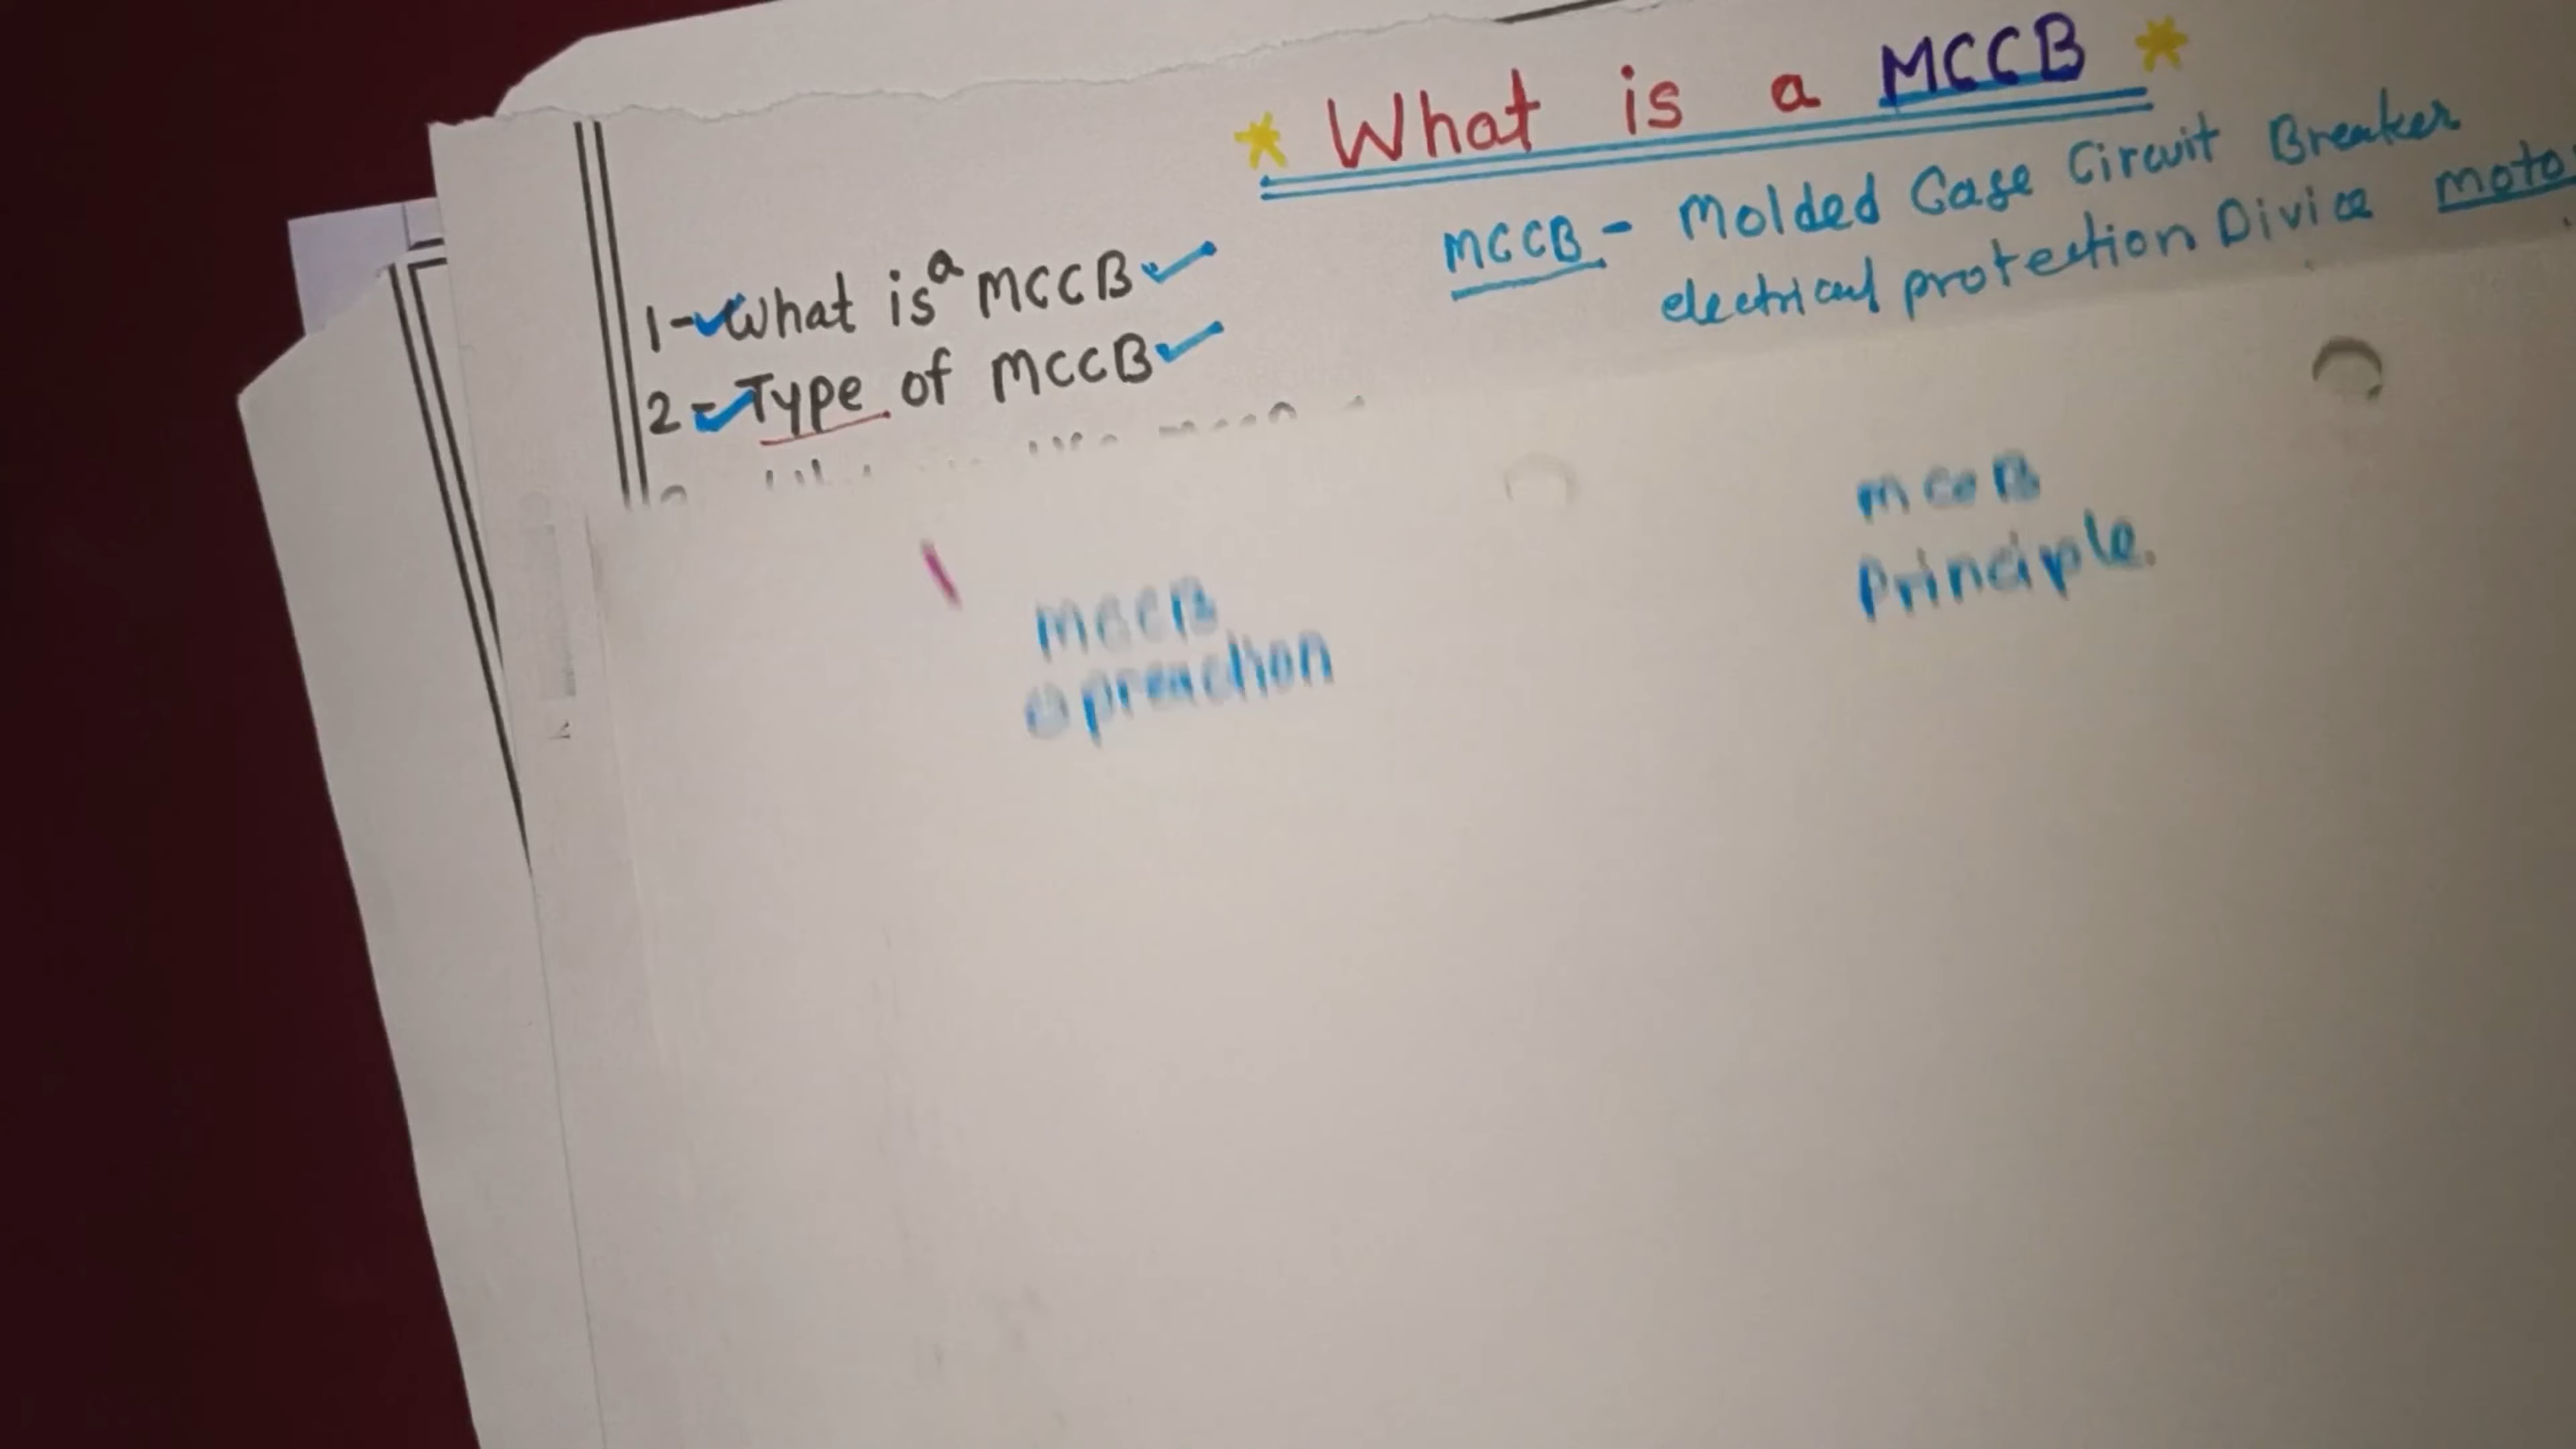 What is a MCCB
MCCB - Molded Case Circuit Breaker
electrical protection Divice moto
1- What is a MCCB
2- Type of MCCB
MCCB
Principle.
MCCB
opreaction